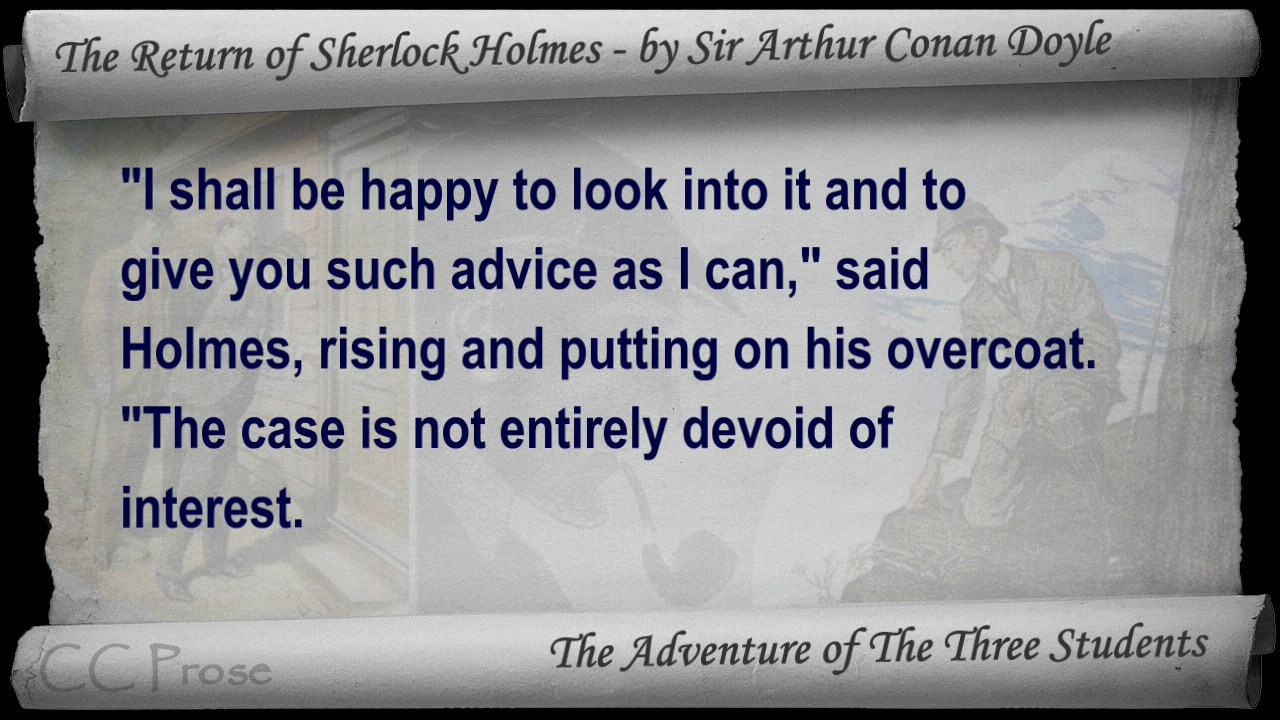 The Return of Sherlock Holmes - by Sir Arthur Conan Doyle
"I shall be happy to look into it and to
give you such advice as I can," said
Holmes, rising and putting on his overcoat.
"The case is not entirely devoid of
interest.
The Adventure of The Three Students
CC Prose